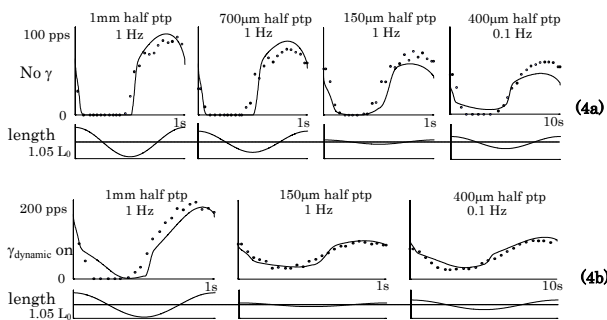 1mm half ptp 700μm half ptp 150μm half ptp 400μm half ptp
1 Hz 1 Hz 1 Hz 0.1 Hz
100 pps
No γ
0
(4a)
1s 1s 10s
length
1.05 L₀
1mm half ptp 150μm half ptp 400μm half ptp
1 Hz 1 Hz 0.1 Hz
200 pps
γdynamic on
0
(4b)
1s 1s 10s
length
1.05 L₀